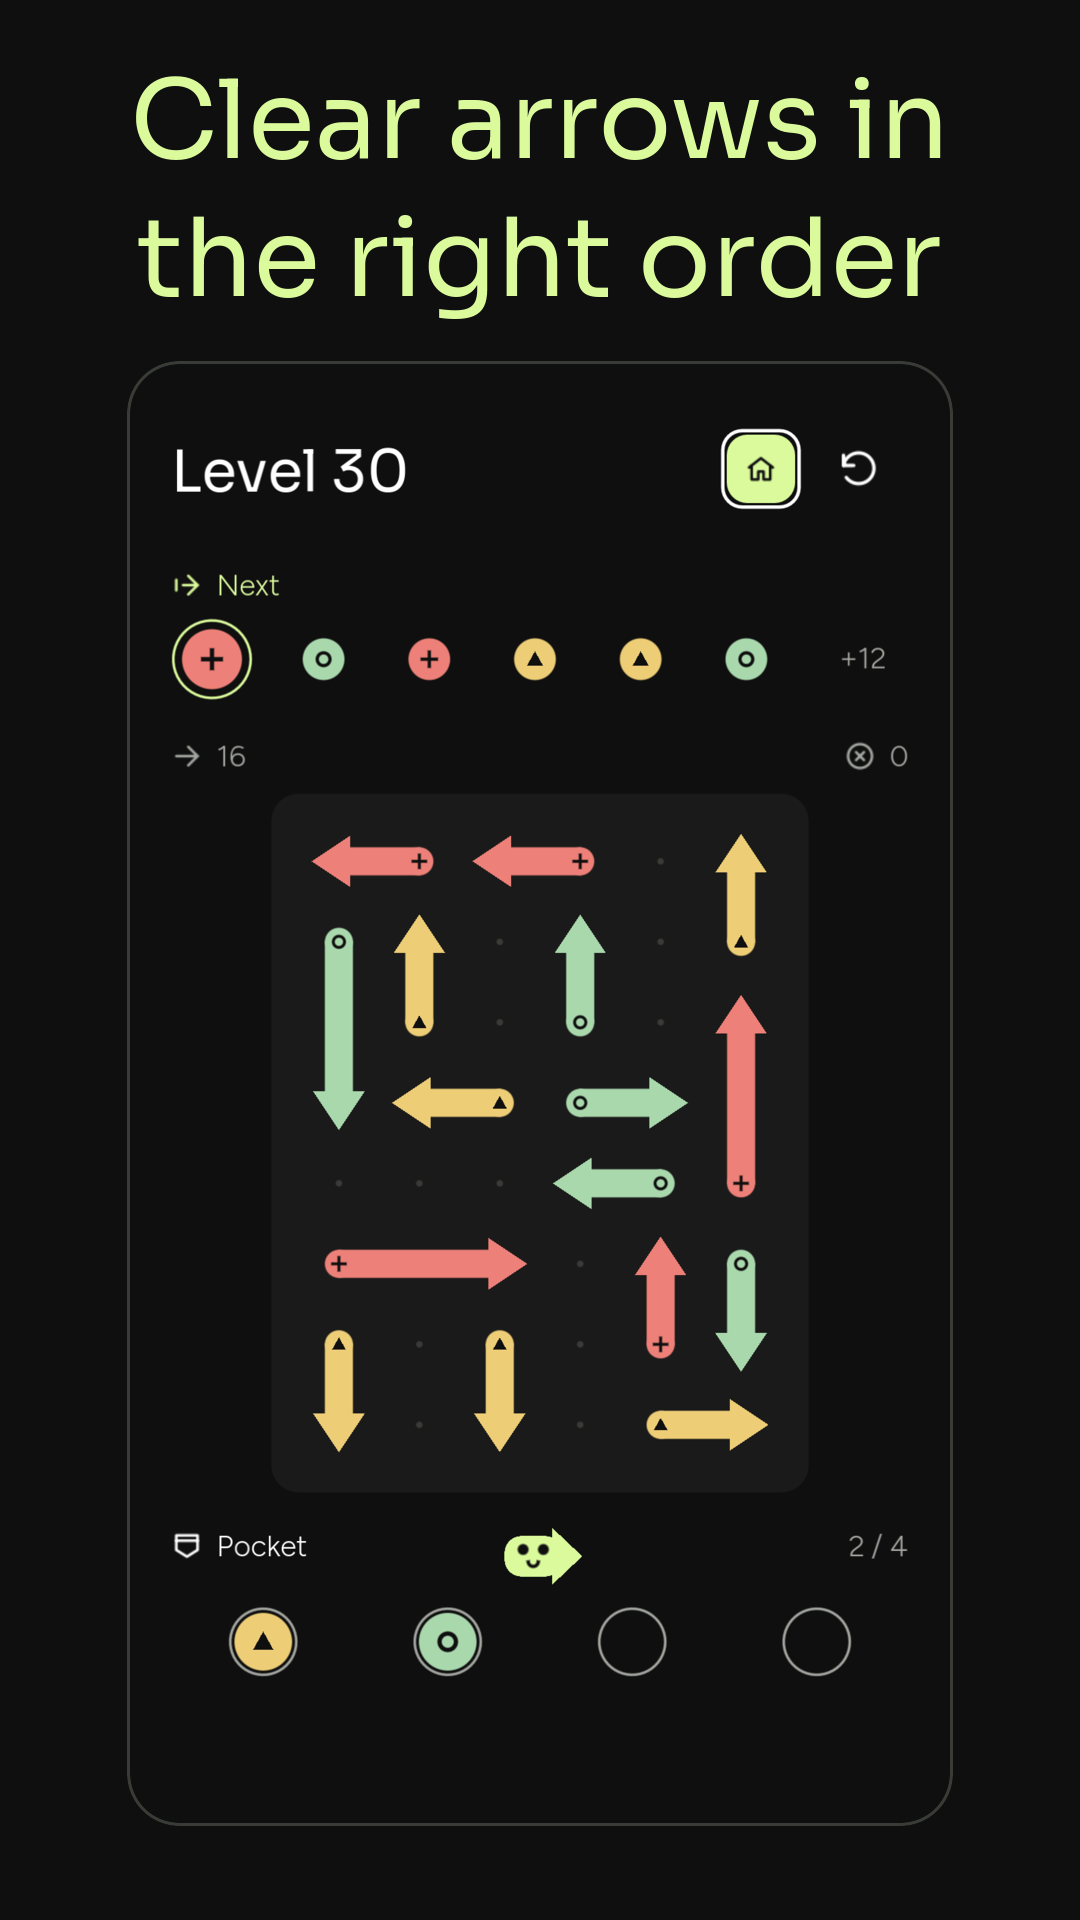 Clear arrows in
the right order
Level 30
Next
+12
16
0
Pocket
2 / 4